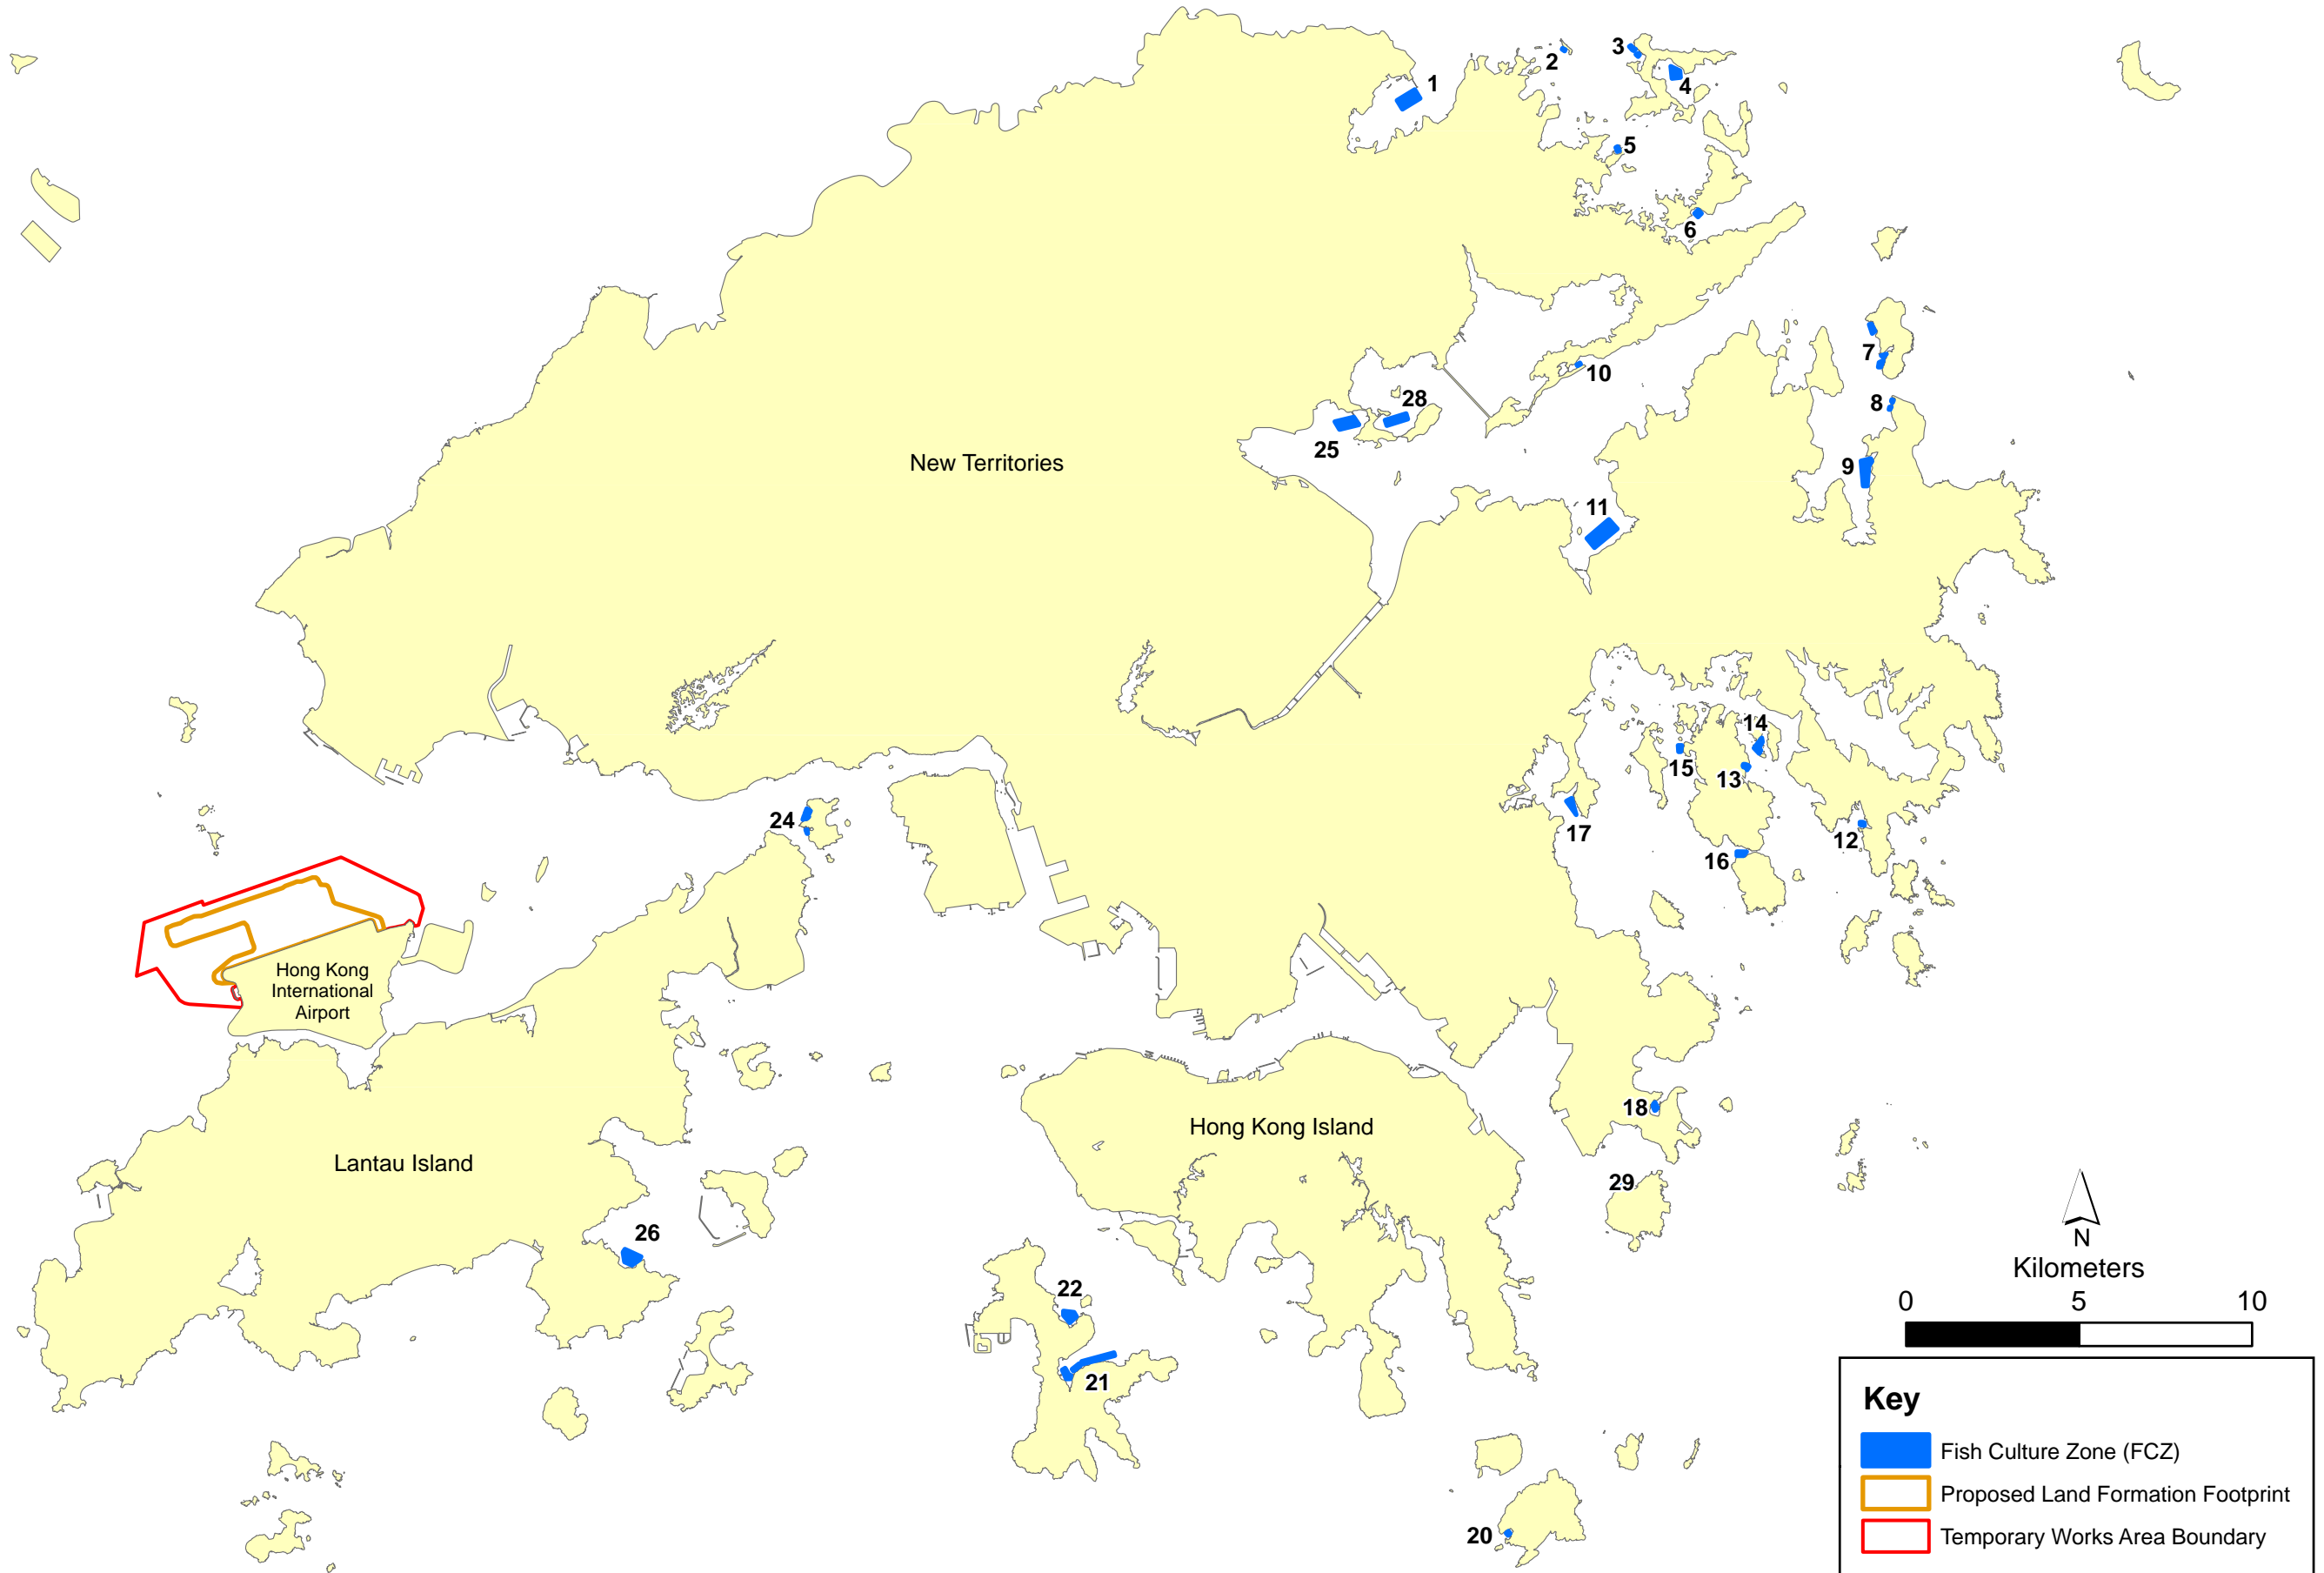 1
2
3
4
5
6
7
8
9
10
28
25
11
New Territories
14
15
13
17
12
16
24
Hong Kong
International
Airport
18
Hong Kong Island
Lantau Island
29
26
22
21
20
N
Kilometers
0 5 10
Key
Fish Culture Zone (FCZ)
Proposed Land Formation Footprint
Temporary Works Area Boundary